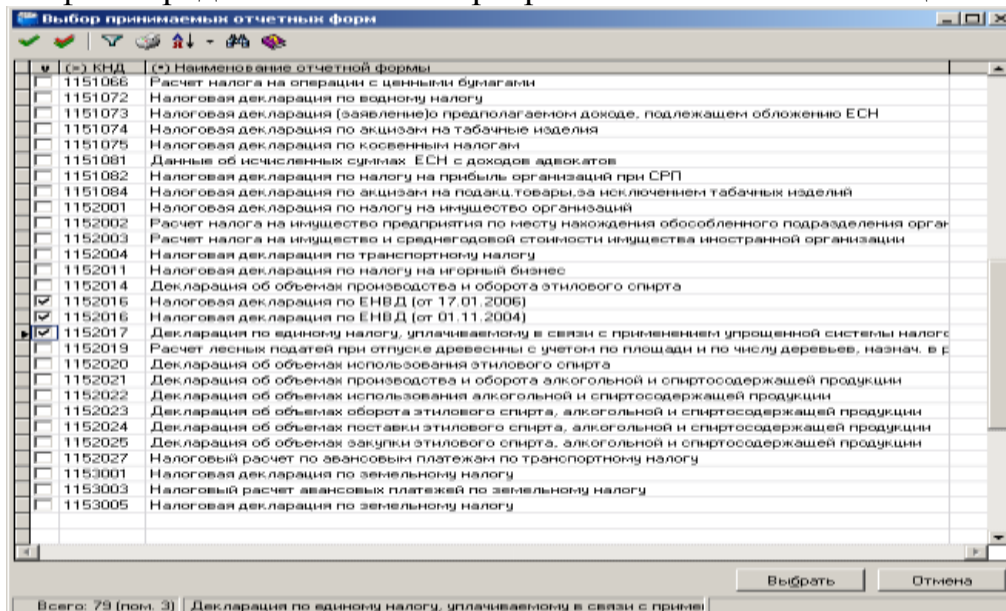 Выбор принимаемых отчетных форм
(=) КНД (*) Наименование отчетной формы
1151066 Расчет налога на операции с ценными бумагами
1151072 Налоговая декларация по водному налогу
1151073 Налоговая декларация (заявление)о предполагаемом доходе, подлежащем обложению ЕСН
1151074 Налоговая декларация по акцизам на табачные изделия
1151075 Налоговая декларация по косвенным налогам
1151081 Данные об исчисленных суммах ЕСН с доходов адвокатов
1151082 Налоговая декларация по налогу на прибыль организаций при СРП
1151084 Налоговая декларация по акцизам на подакц.товары,за исключением табачных изделий
1152001 Налоговая декларация по налогу на имущество организаций
1152002 Расчет налога на имущество предприятия по месту нахождения обособленного подразделения орган
1152003 Расчет налога на имущество и среднегодовой стоимости имущества иностранной организации
1152004 Налоговая декларация по транспортному налогу
1152011 Налоговая декларация по налогу на игорный бизнес
1152014 Декларация об объемах производства и оборота этилового спирта
1152016 Налоговая декларация по ЕНВД (от 17.01.2006)
1152016 Налоговая декларация по ЕНВД (от 01.11.2004)
1152017 Декларация по единому налогу, уплачиваемому в связи с применением упрощенной системы налого
1152019 Расчет лесных податей при отпуске древесины с учетом по площади и по числу деревьев, назнач. в р
1152020 Декларация об объемах использования этилового спирта
1152021 Декларация об объемах производства и оборота алкогольной и спиртосодержащей продукции
1152022 Декларация об объемах использования алкогольной и спиртосодержащей продукции
1152023 Декларация об объемах оборота этилового спирта, алкогольной и спиртосодержащей продукции
1152024 Декларация об объемах поставки этилового спирта, алкогольной и спиртосодержащей продукции
1152025 Декларация об объемах закупки этилового спирта, алкогольной и спиртосодержащей продукции
1152027 Налоговый расчет по авансовым платежам по транспортному налогу
1153001 Налоговая декларация по земельному налогу
1153003 Налоговый расчет авансовых платежей по земельному налогу
1153005 Налоговая декларация по земельному налогу
Выбрать Отмена
Всего: 79 (пом. 3) Декларация по единому налогу, уплачиваемому в связи с приме